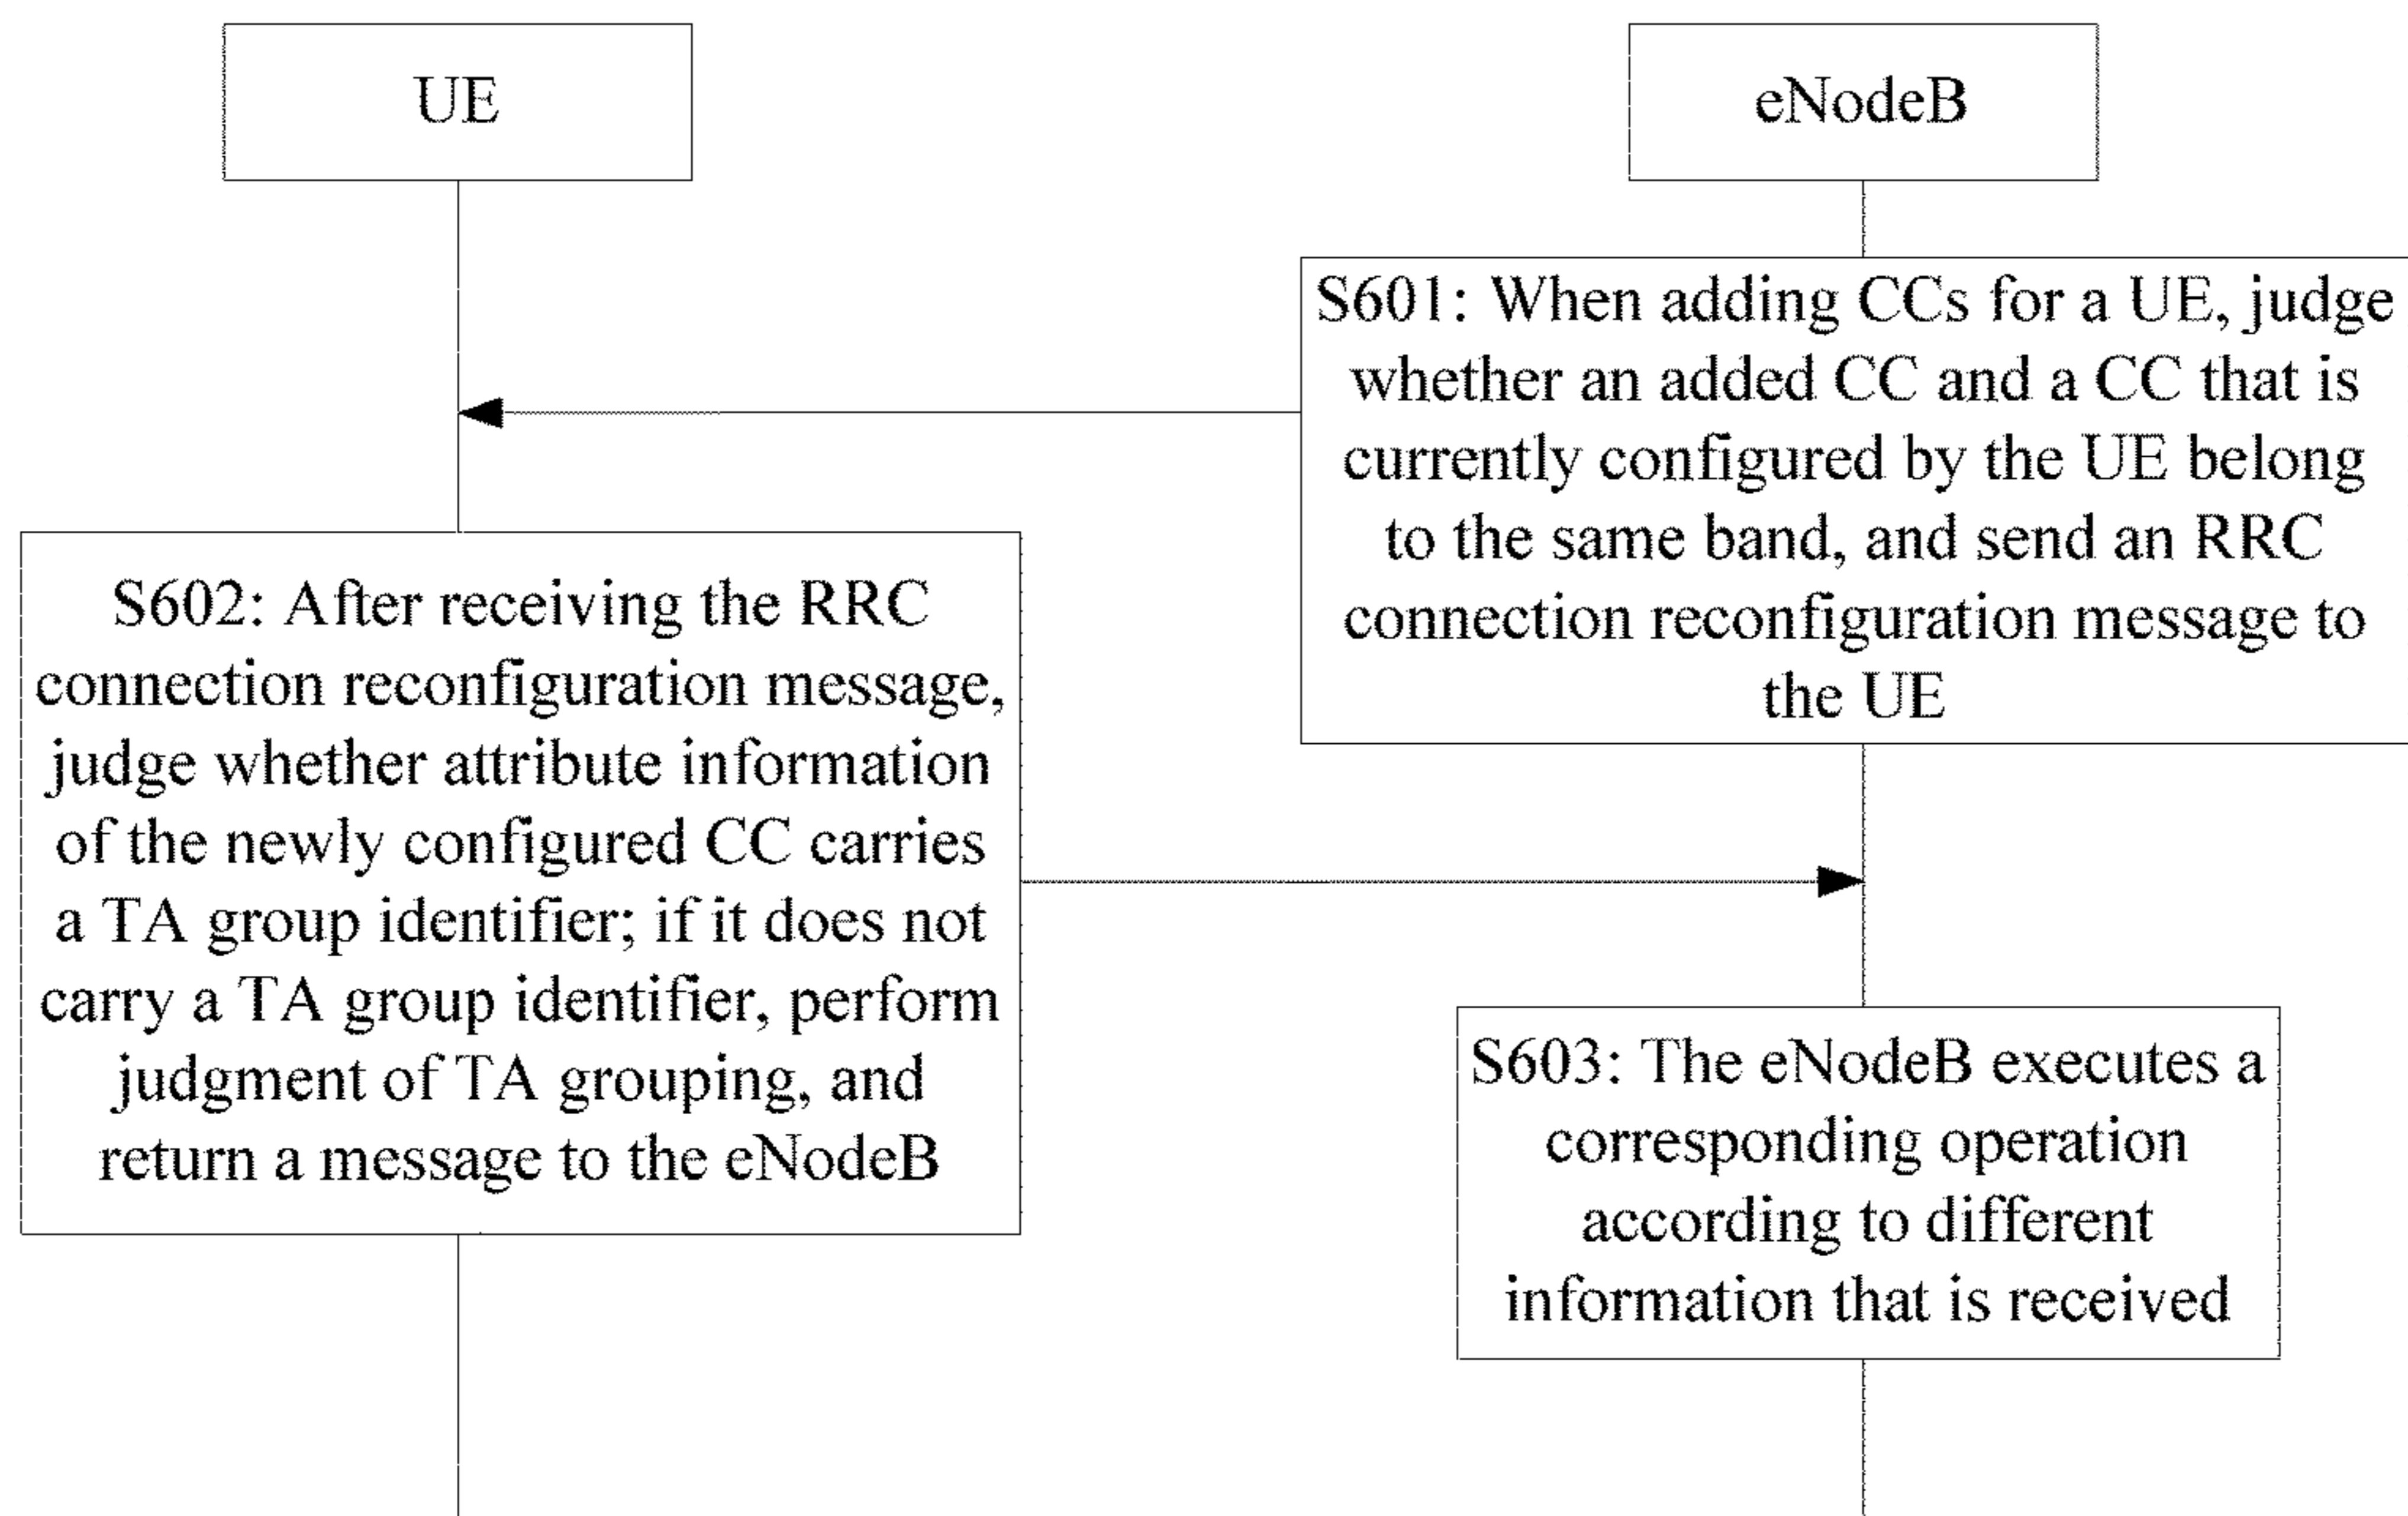 UE
eNodeB
S601: When adding CCs for a UE, judge
whether an added CC and a CC that is
currently configured by the UE belong
to the same band, and send an RRC
connection reconfiguration message to
the UE
S602: After receiving the RRC
connection reconfiguration message,
judge whether attribute information
of the newly configured CC carries
a TA group identifier; if it does not
carry a TA group identifier, perform
judgment of TA grouping, and
return a message to the eNodeB
S603: The eNodeB executes a
corresponding operation
according to different
information that is received